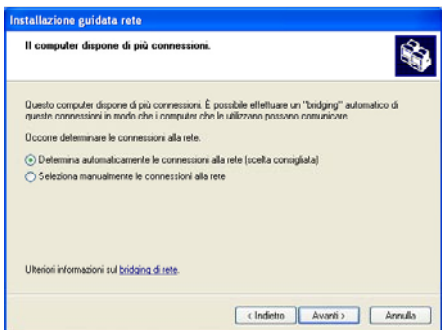 Installazione guidata rete
Il computer dispone di più connessioni.
Questo computer dispone di più connessioni. È possibile effettuare un "bridging" automatico di
queste connessioni in modo che i computer che le utilizzano possano comunicare.
Occorre determinare le connessioni alla rete.
Determina automaticamente le connessioni alla rete (scelta consigliata)
Seleziona manualmente le connessioni alla rete
Ulteriori informazioni sul bridging di rete.
< Indietro Avanti > Annulla